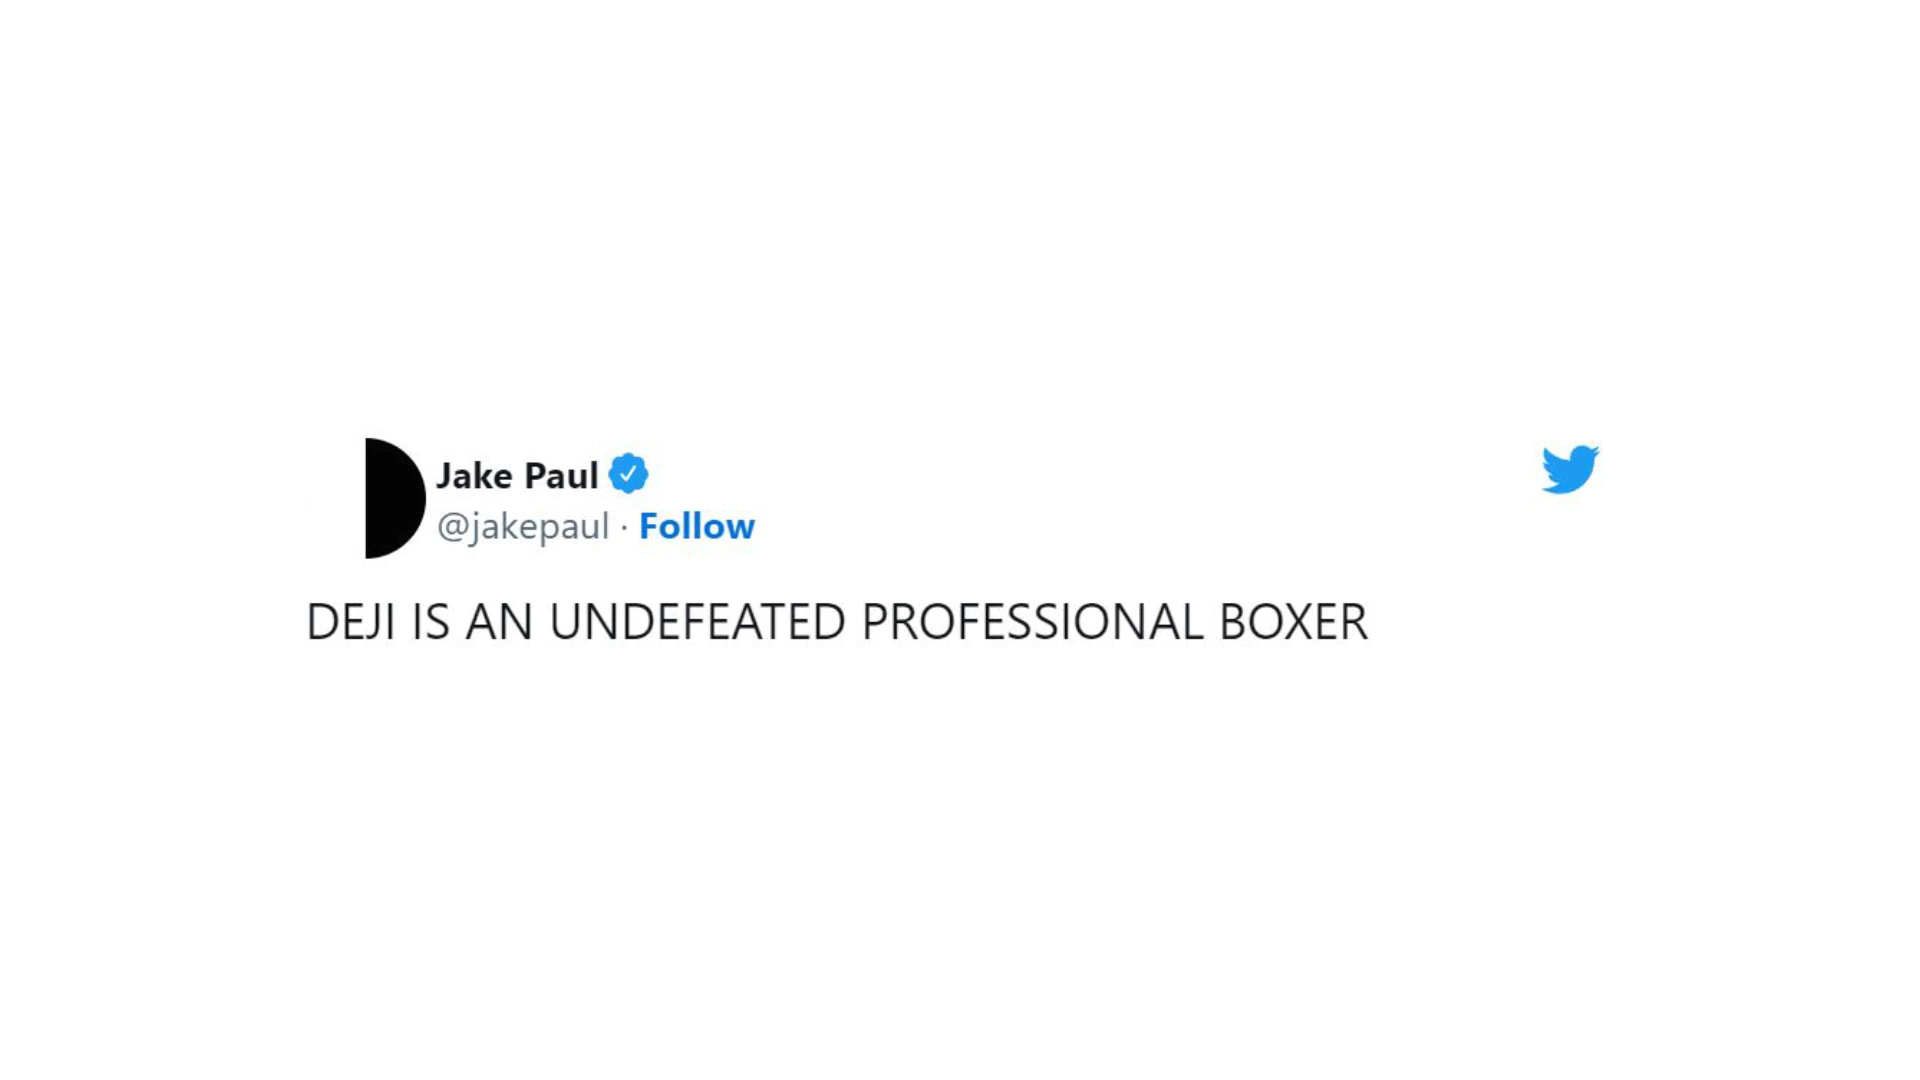 Jake Paul
@jakepaul · Follow
DEJI IS AN UNDEFEATED PROFESSIONAL BOXER